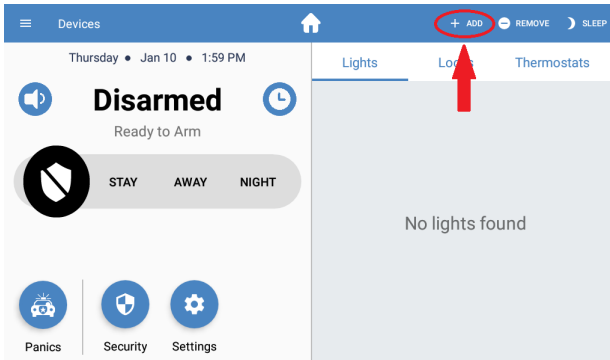 Devices
+ ADD
REMOVE
SLEEP
Thursday ● Jan 10 ● 1:59 PM
Disarmed
Ready to Arm
STAY AWAY NIGHT
Panics Security Settings
Lights Locks Thermostats
No lights found